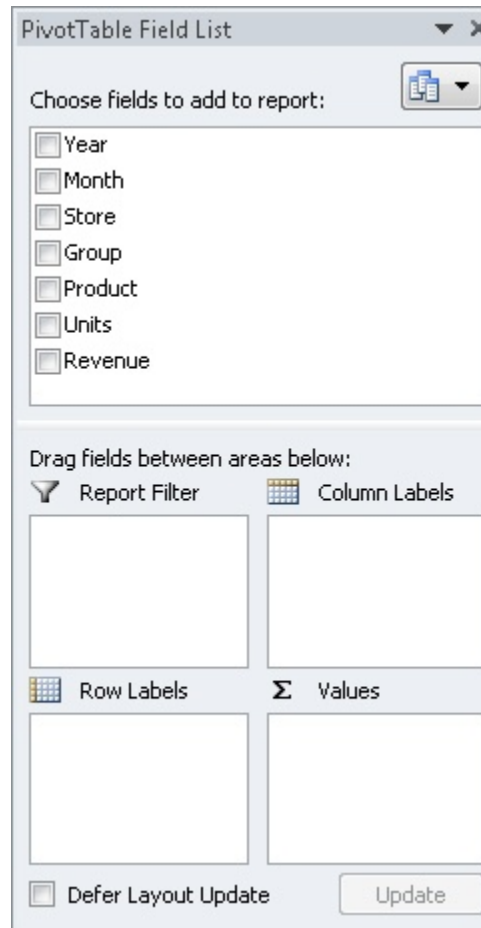 PivotTable Field List
Choose fields to add to report:
Year
Month
Store
Group
Product
Units
Revenue
Drag fields between areas below:
Report Filter
Column Labels
Row Labels
Σ Values
Defer Layout Update
Update